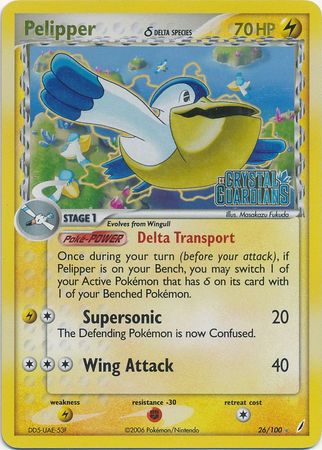 Pelipper δ DELTA SPECIES 70 HP
CRYSTAL
GUARDIANS
Illus. Masakazu Fukuda
STAGE 1 Evolves from Wingull
Poké-POWER Delta Transport
Once during your turn (before your attack), if
Pelipper is on your Bench, you may switch 1 of
your Active Pokémon that has δ on its card with
1 of your Benched Pokémon.
Supersonic 20
The Defending Pokémon is now Confused.
Wing Attack 40
weakness resistance -30 retreat cost
DD5-UAE-53F ©2006 Pokémon/Nintendo 26/100